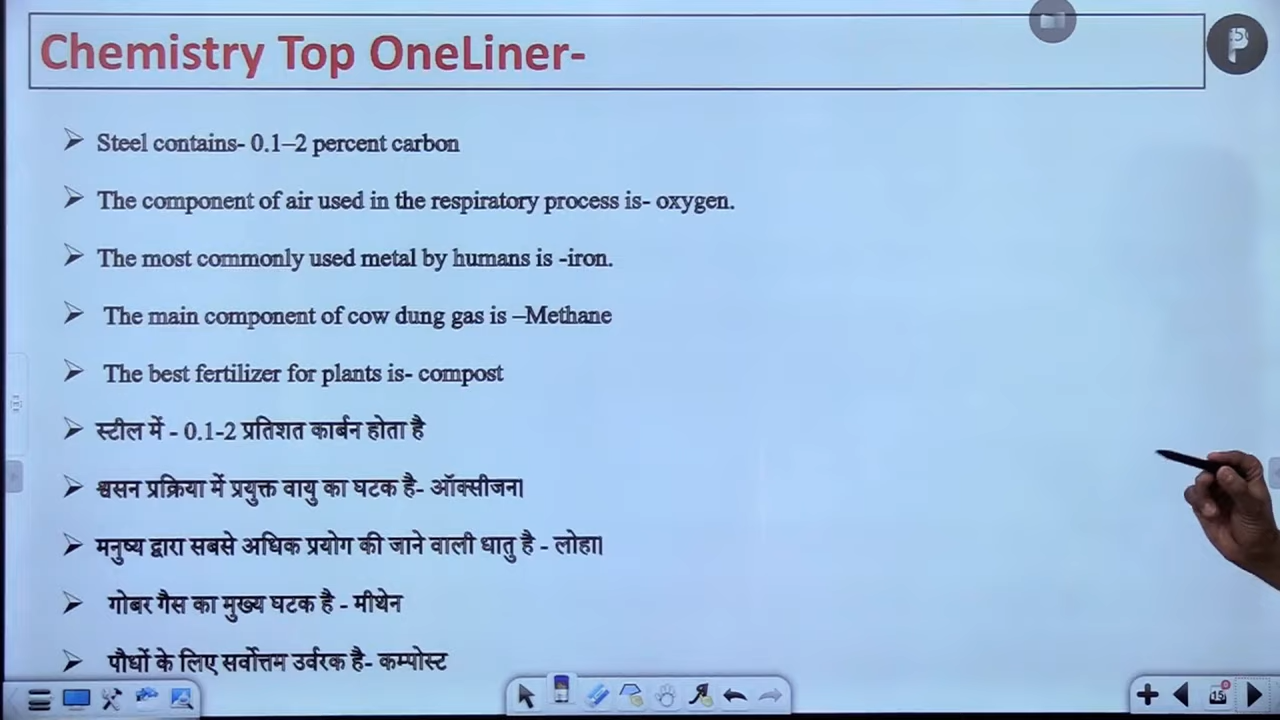 Chemistry Top OneLiner-
Steel contains- 0.1–2 percent carbon
The component of air used in the respiratory process is- oxygen.
The most commonly used metal by humans is -iron.
The main component of cow dung gas is –Methane
The best fertilizer for plants is- compost
स्टील में - 0.1-2 प्रतिशत कार्बन होता है
श्वसन प्रक्रिया में प्रयुक्त वायु का घटक है- ऑक्सीजन।
मनुष्य द्वारा सबसे अधिक प्रयोग की जाने वाली धातु है - लोहा।
गोबर गैस का मुख्य घटक है - मीथेन
पौधों के लिए सर्वोत्तम उर्वरक है- कम्पोस्ट
15